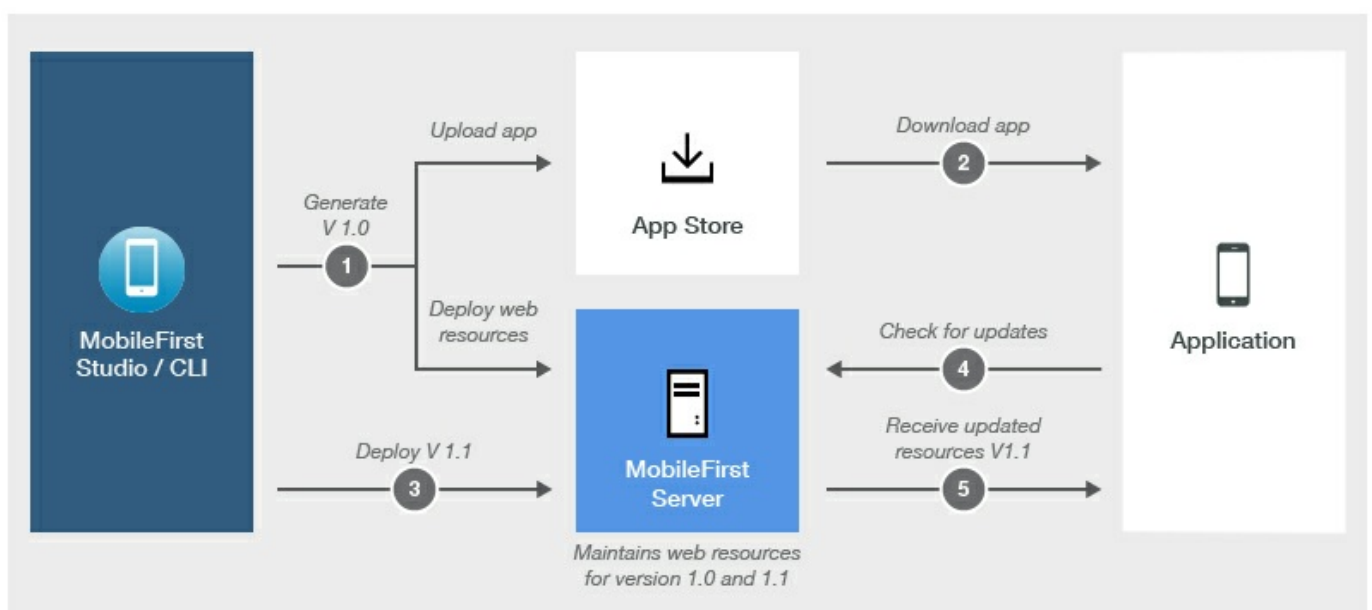 MobileFirst
Studio / CLI
Generate
V 1.0
1
Upload app
Deploy web
resources
Deploy V 1.1
3
App Store
MobileFirst
Server
Maintains web resources
for version 1.0 and 1.1
Download app
2
Check for updates
4
Receive updated
resources V1.1
5
Application